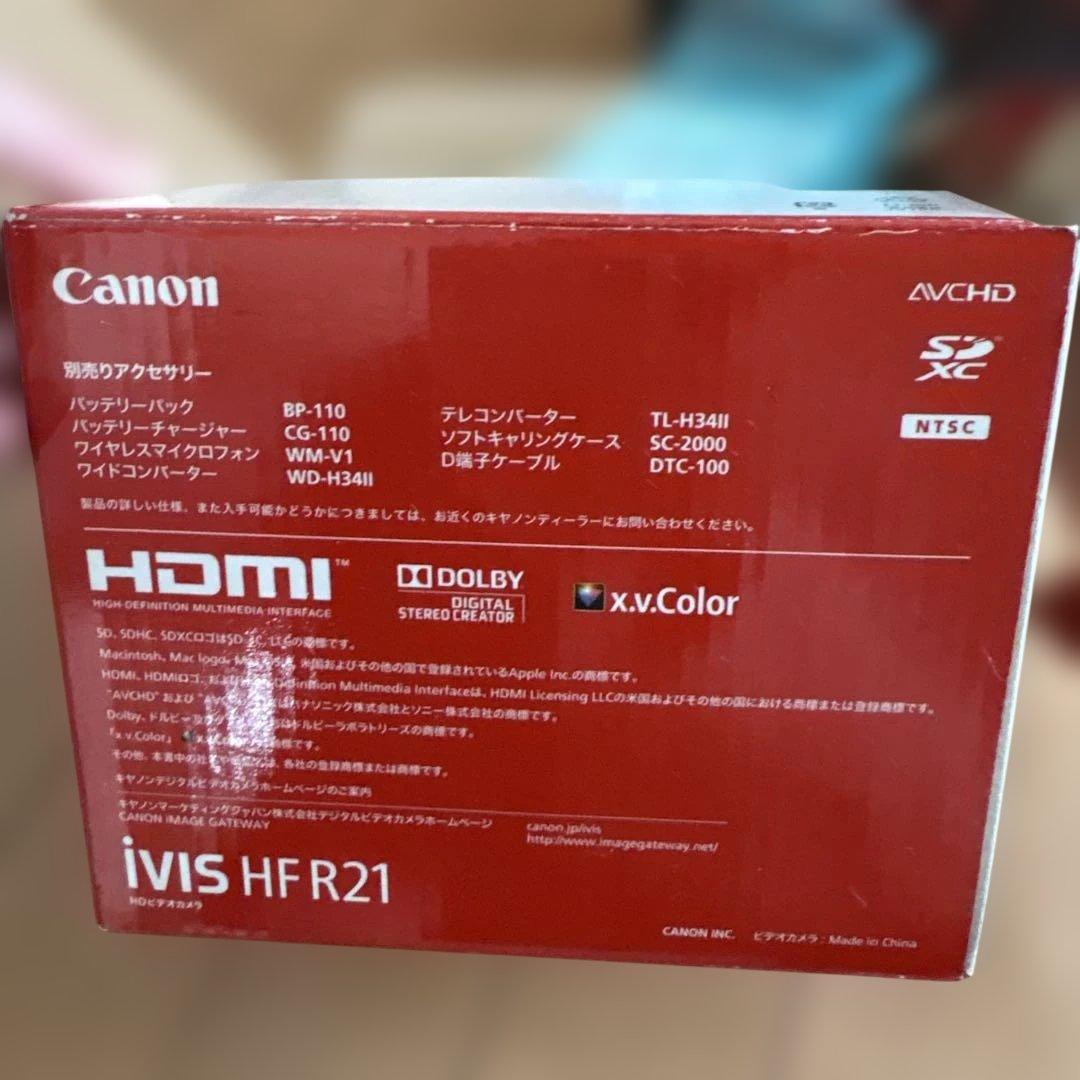 Canon
AVCHD
SD
XC
NTSC
別売りアクセサリー
バッテリーパック BP-110
バッテリーチャージャー CG-110
ワイヤレスマイクロフォン WM-V1
ワイドコンバーター WD-H34II
テレコンバーター TL-H34II
ソフトキャリングケース SC-2000
D端子ケーブル DTC-100
製品の詳しい仕様、また入手可能かどうかにつきましては、お近くのキヤノンディーラーにお問い合わせください。
HDMI™
HIGH-DEFINITION MULTIMEDIA INTERFACE
DOLBY
DIGITAL
STEREO CREATOR
x.v.Color
SD、SDHC、SDXCロゴはSD-3C, LLCの商標です。
Macintosh、Mac logo、 米国およびその他の国で登録されているApple Inc.の商標です。
HDMI、HDMIロゴ、および Definition Multimedia Interfaceは、HDMI Licensing LLCの米国およびその他の国における商標または登録商標です。
"AVCHD" および "AVC パナソニック株式会社とソニー株式会社の商標です。
Dolby、ドルビー はドルビーラボラトリーズの商標です。
「x.v.Color」 x.v.Color 商標です。
その他、本書中の社 は、各社の登録商標または商標です。
キヤノンデジタルビデオカメラホームページのご案内
キヤノンマーケティングジャパン株式会社デジタルビデオカメラホームページ canon.jp/ivis
CANON iMAGE GATEWAY http://www.imagegateway.net/
iVIS HF R21
HDビデオカメラ
CANON INC. ビデオカメラ : Made in China